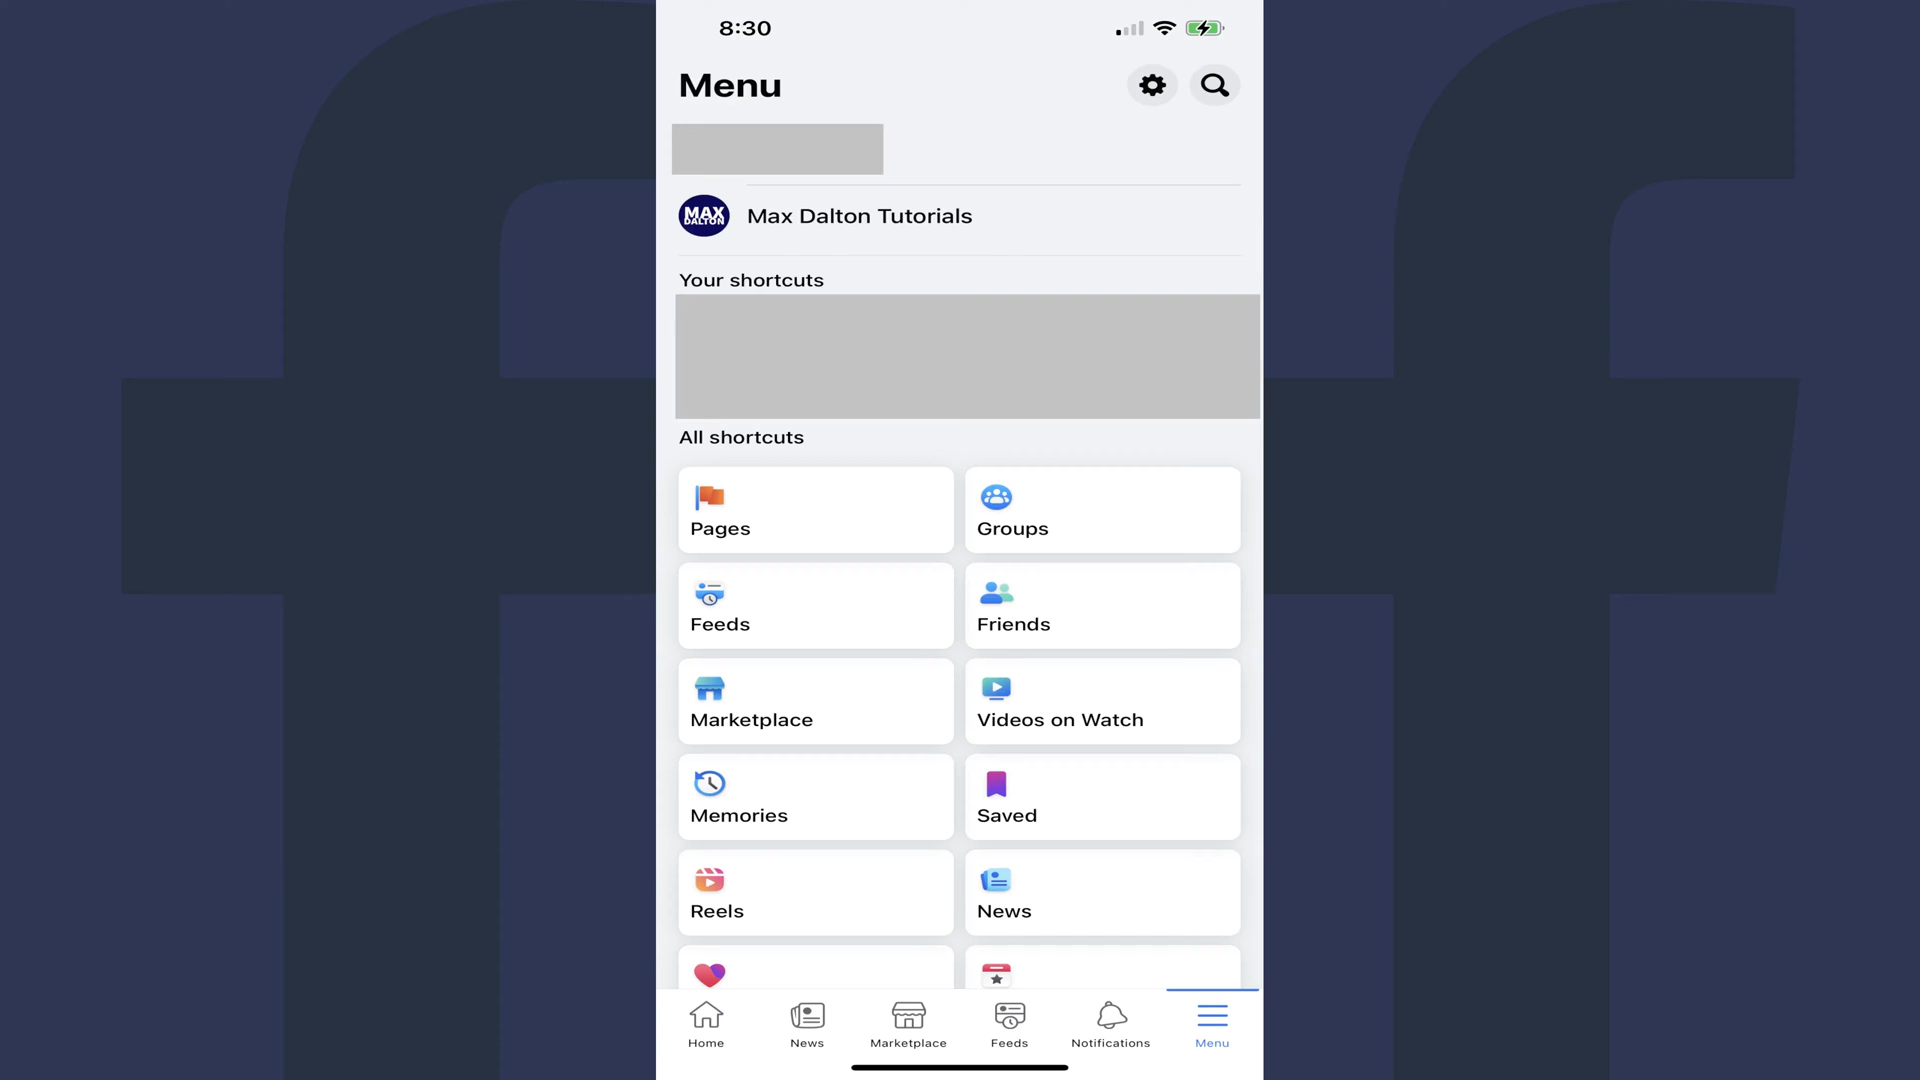 8:30
Menu
MAX
DALTON
Max Dalton Tutorials
Your shortcuts
All shortcuts
Pages
Groups
Feeds
Friends
Marketplace
Videos on Watch
Memories
Saved
Reels
News
Home
News
Marketplace
Feeds
Notifications
Menu